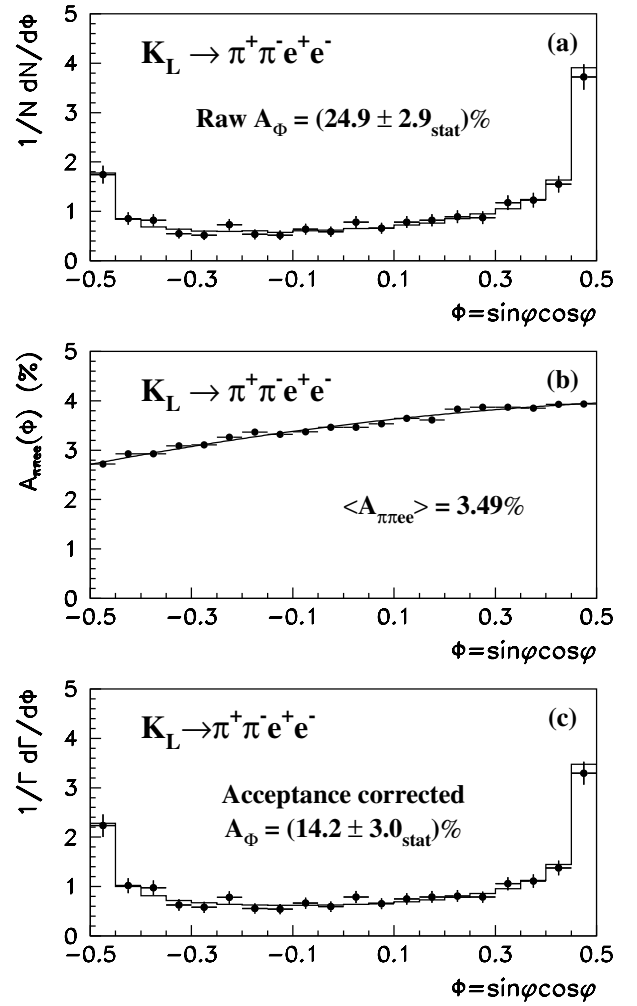 1/N dN/dΦ
5
4
3
2
1
0
K_L → π⁺π⁻e⁺e⁻
(a)
Raw A_Φ = (24.9 ± 2.9_stat)%
-0.5 -0.3 -0.1 0.1 0.3 0.5
Φ=sinφcosφ
A_ππee(Φ) (%)
5
4
3
2
1
0
K_L → π⁺π⁻e⁺e⁻
(b)
<A_ππee> = 3.49%
-0.5 -0.3 -0.1 0.1 0.3 0.5
Φ=sinφcosφ
1/Γ dΓ/dΦ
5
4
3
2
1
0
K_L→π⁺π⁻e⁺e⁻
(c)
Acceptance corrected
A_Φ = (14.2 ± 3.0_stat)%
-0.5 -0.3 -0.1 0.1 0.3 0.5
Φ=sinφcosφ